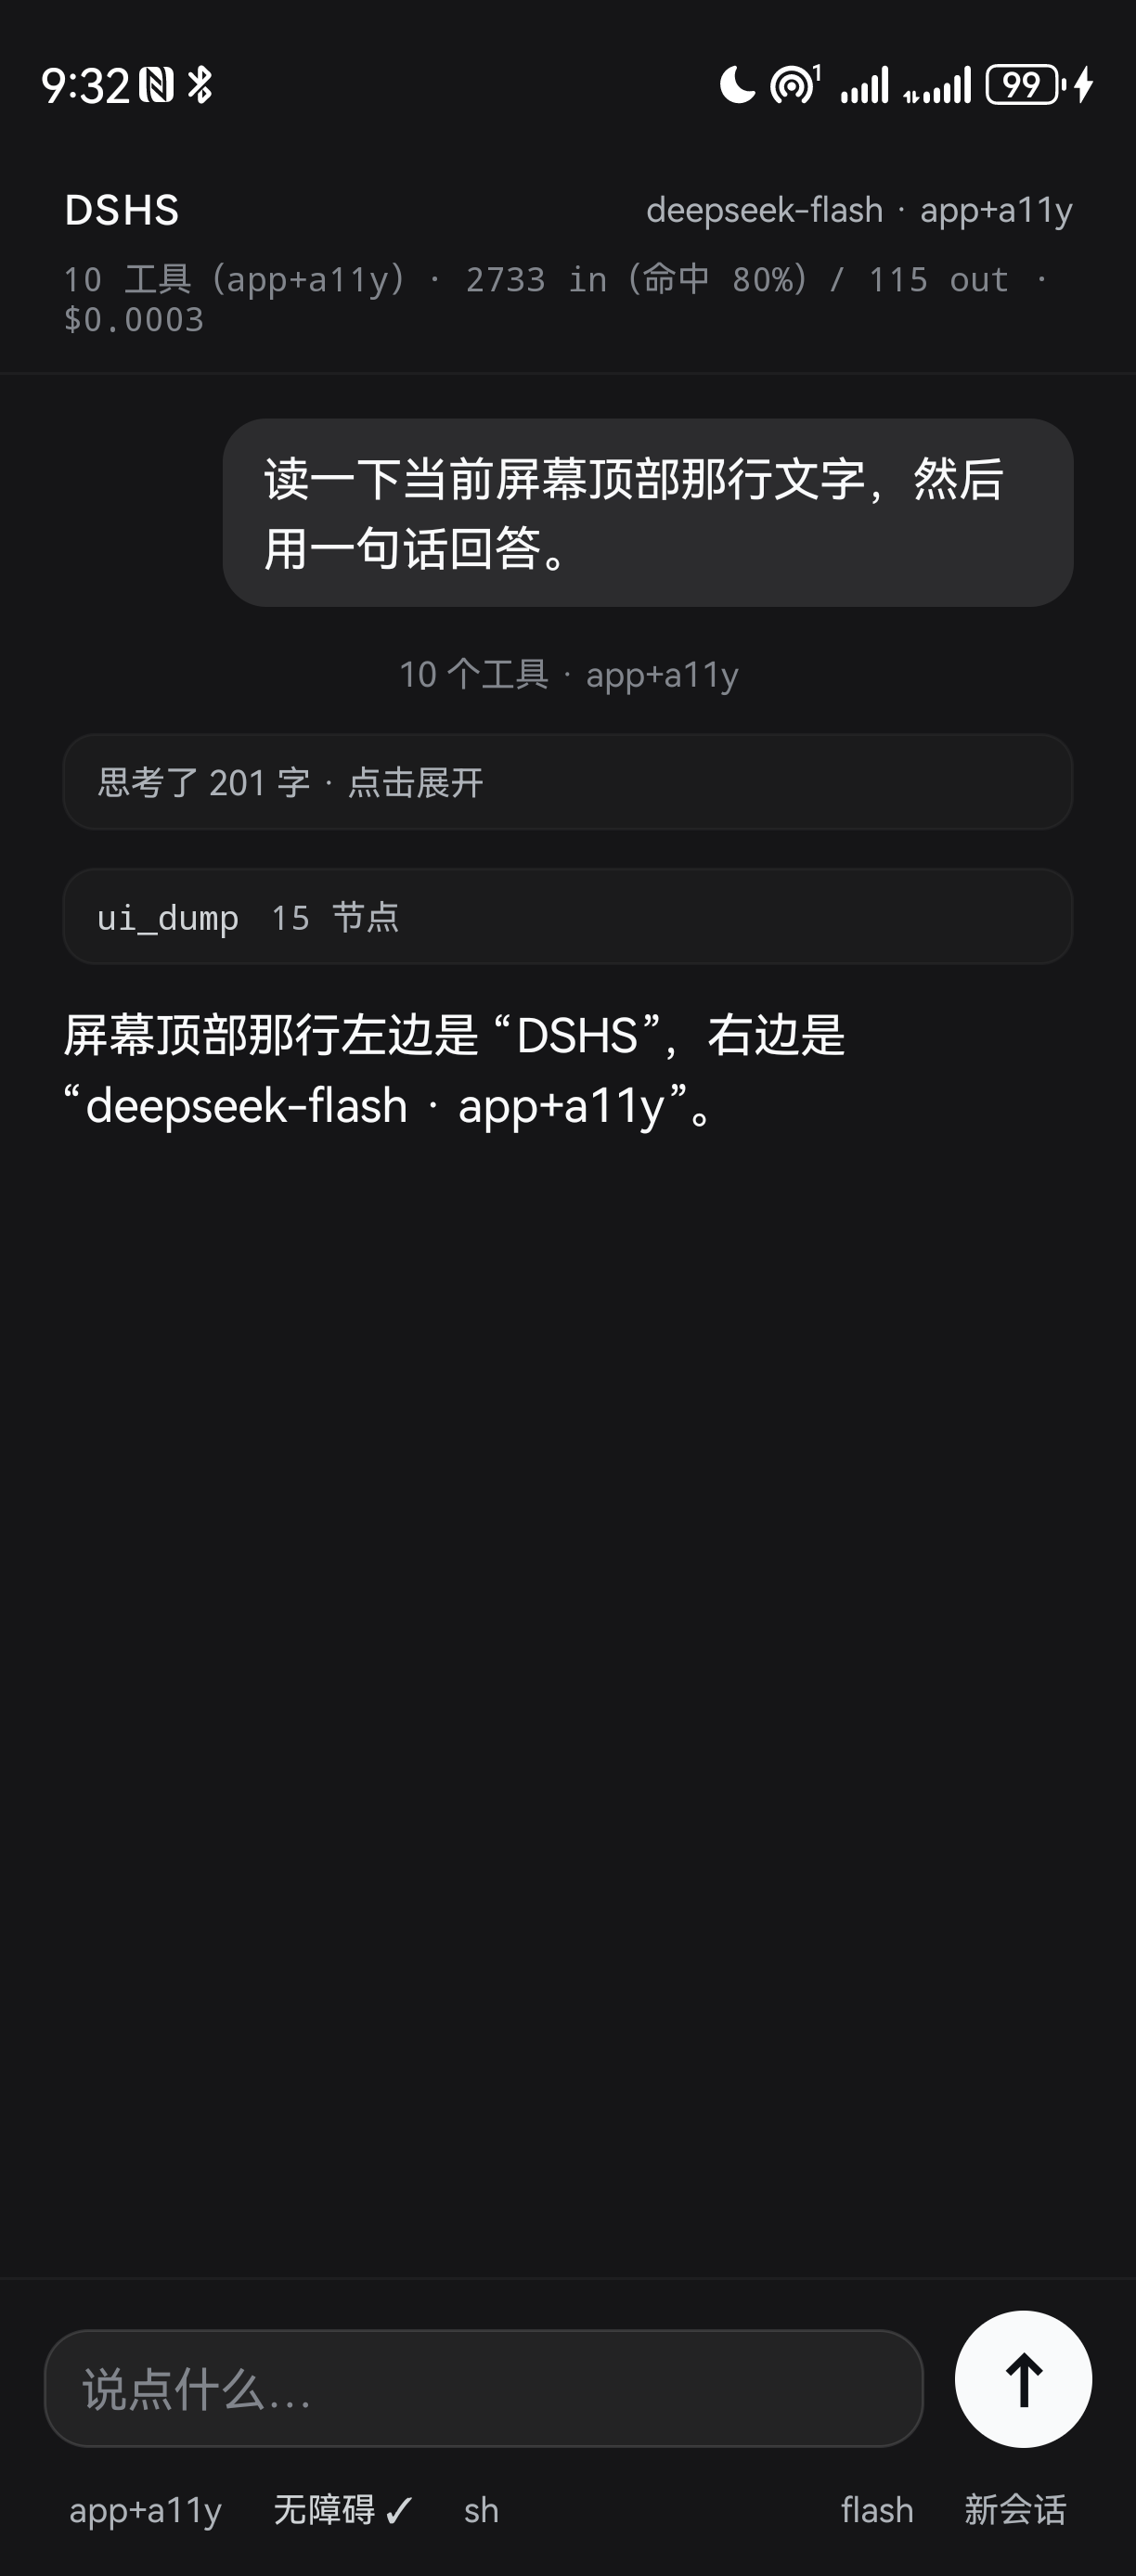 9:32
1
99
DSHS
deepseek-flash · app+a11y
10 工具（app+a11y）· 2733 in（命中 80%）/ 115 out ·
$0.0003
读一下当前屏幕顶部那行文字，然后
用一句话回答。
10 个工具 · app+a11y
思考了 201 字 · 点击展开
ui_dump 15 节点
屏幕顶部那行左边是 “DSHS”，右边是
“deepseek-flash · app+a11y”。
说点什么…
app+a11y 无障碍 ✓ sh flash 新会话